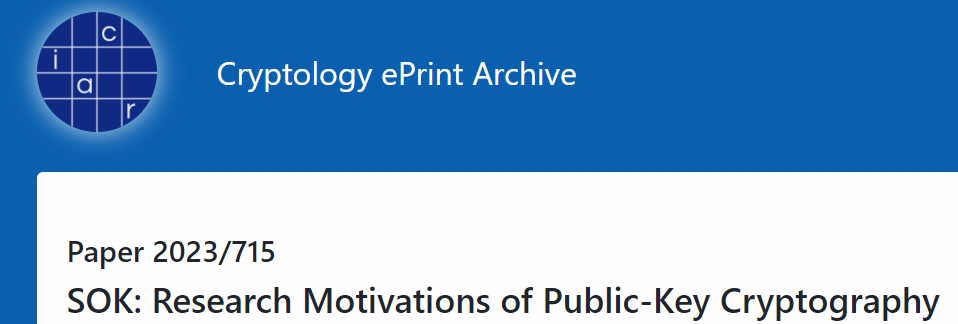 c
i
a
r
Cryptology ePrint Archive
Paper 2023/715
SOK: Research Motivations of Public-Key Cryptography